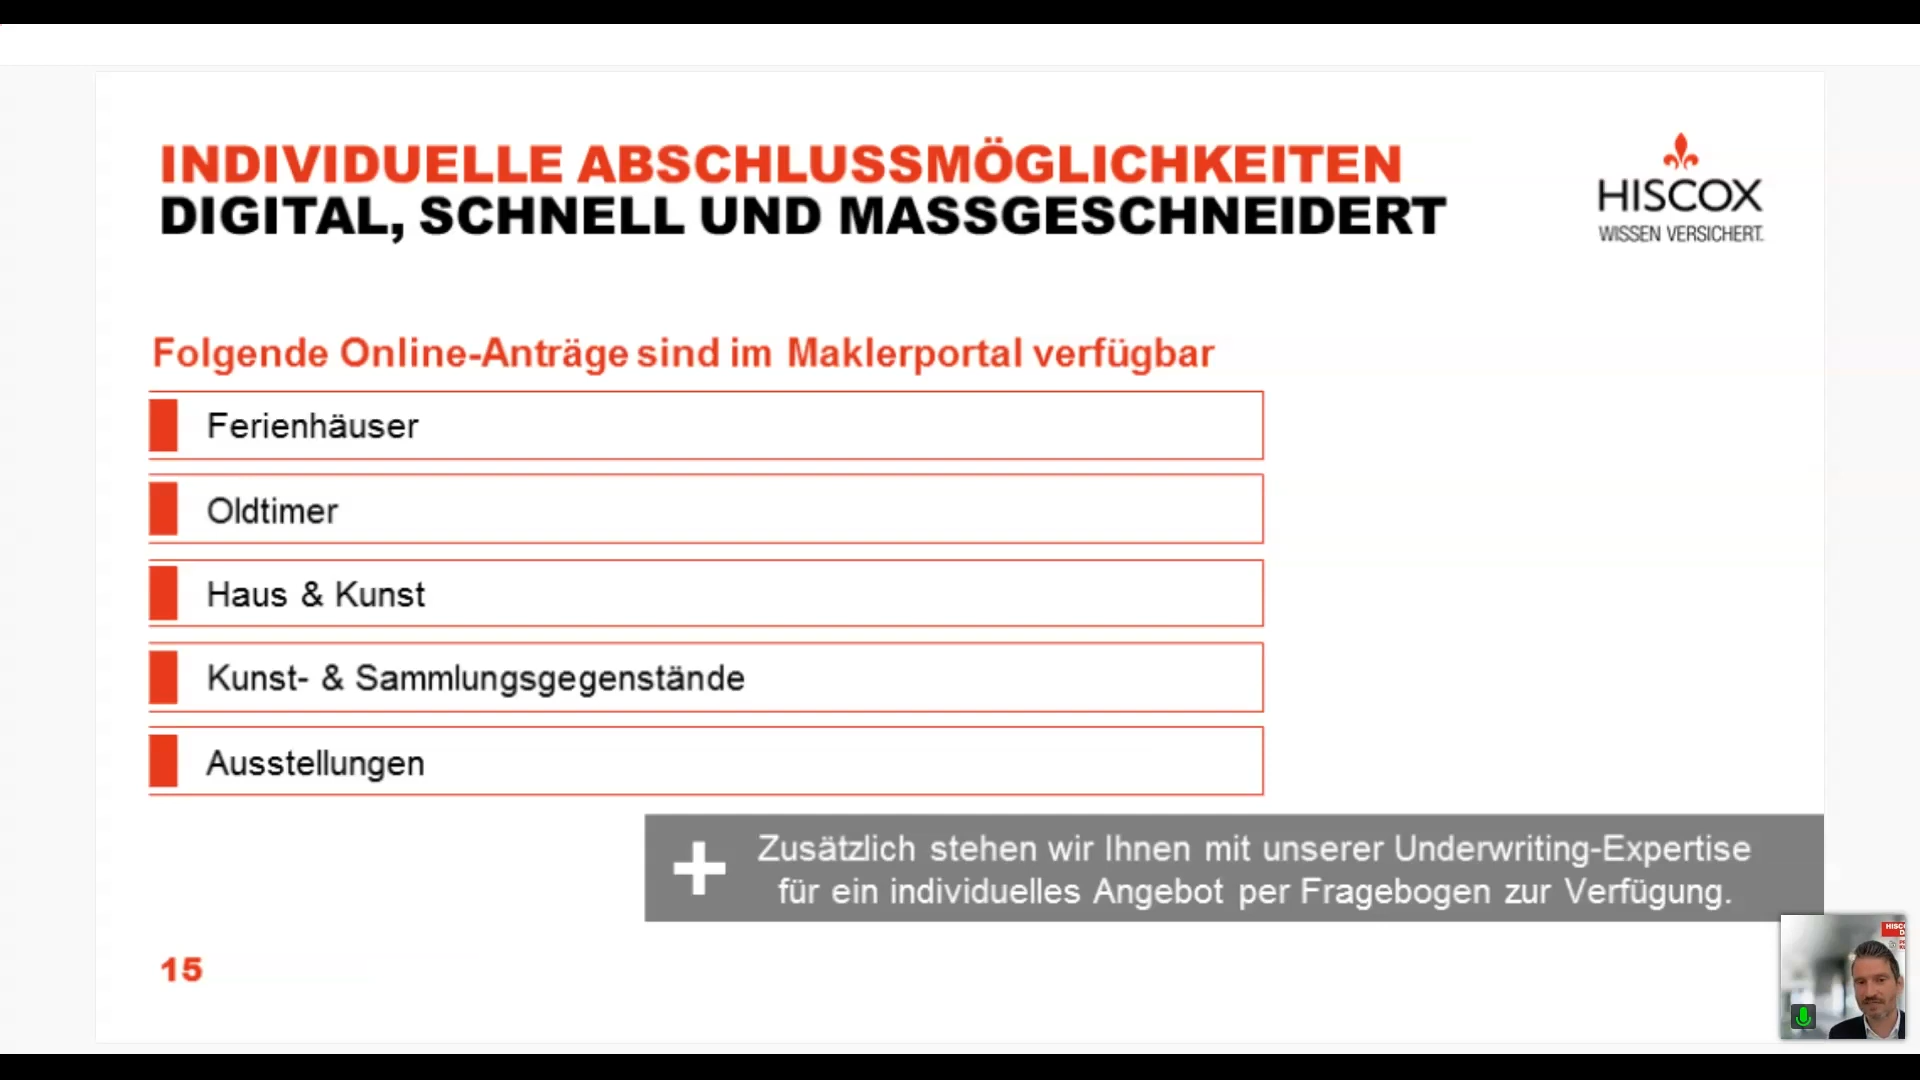 INDIVIDUELLE ABSCHLUSSMÖGLICHKEITEN
DIGITAL, SCHNELL UND MASSGESCHNEIDERT
HISCOX
WISSEN VERSICHERT.
Folgende Online-Anträge sind im Maklerportal verfügbar
Ferienhäuser
Oldtimer
Haus & Kunst
Kunst- & Sammlungsgegenstände
Ausstellungen
+ Zusätzlich stehen wir Ihnen mit unserer Underwriting-Expertise
für ein individuelles Angebot per Fragebogen zur Verfügung.
15